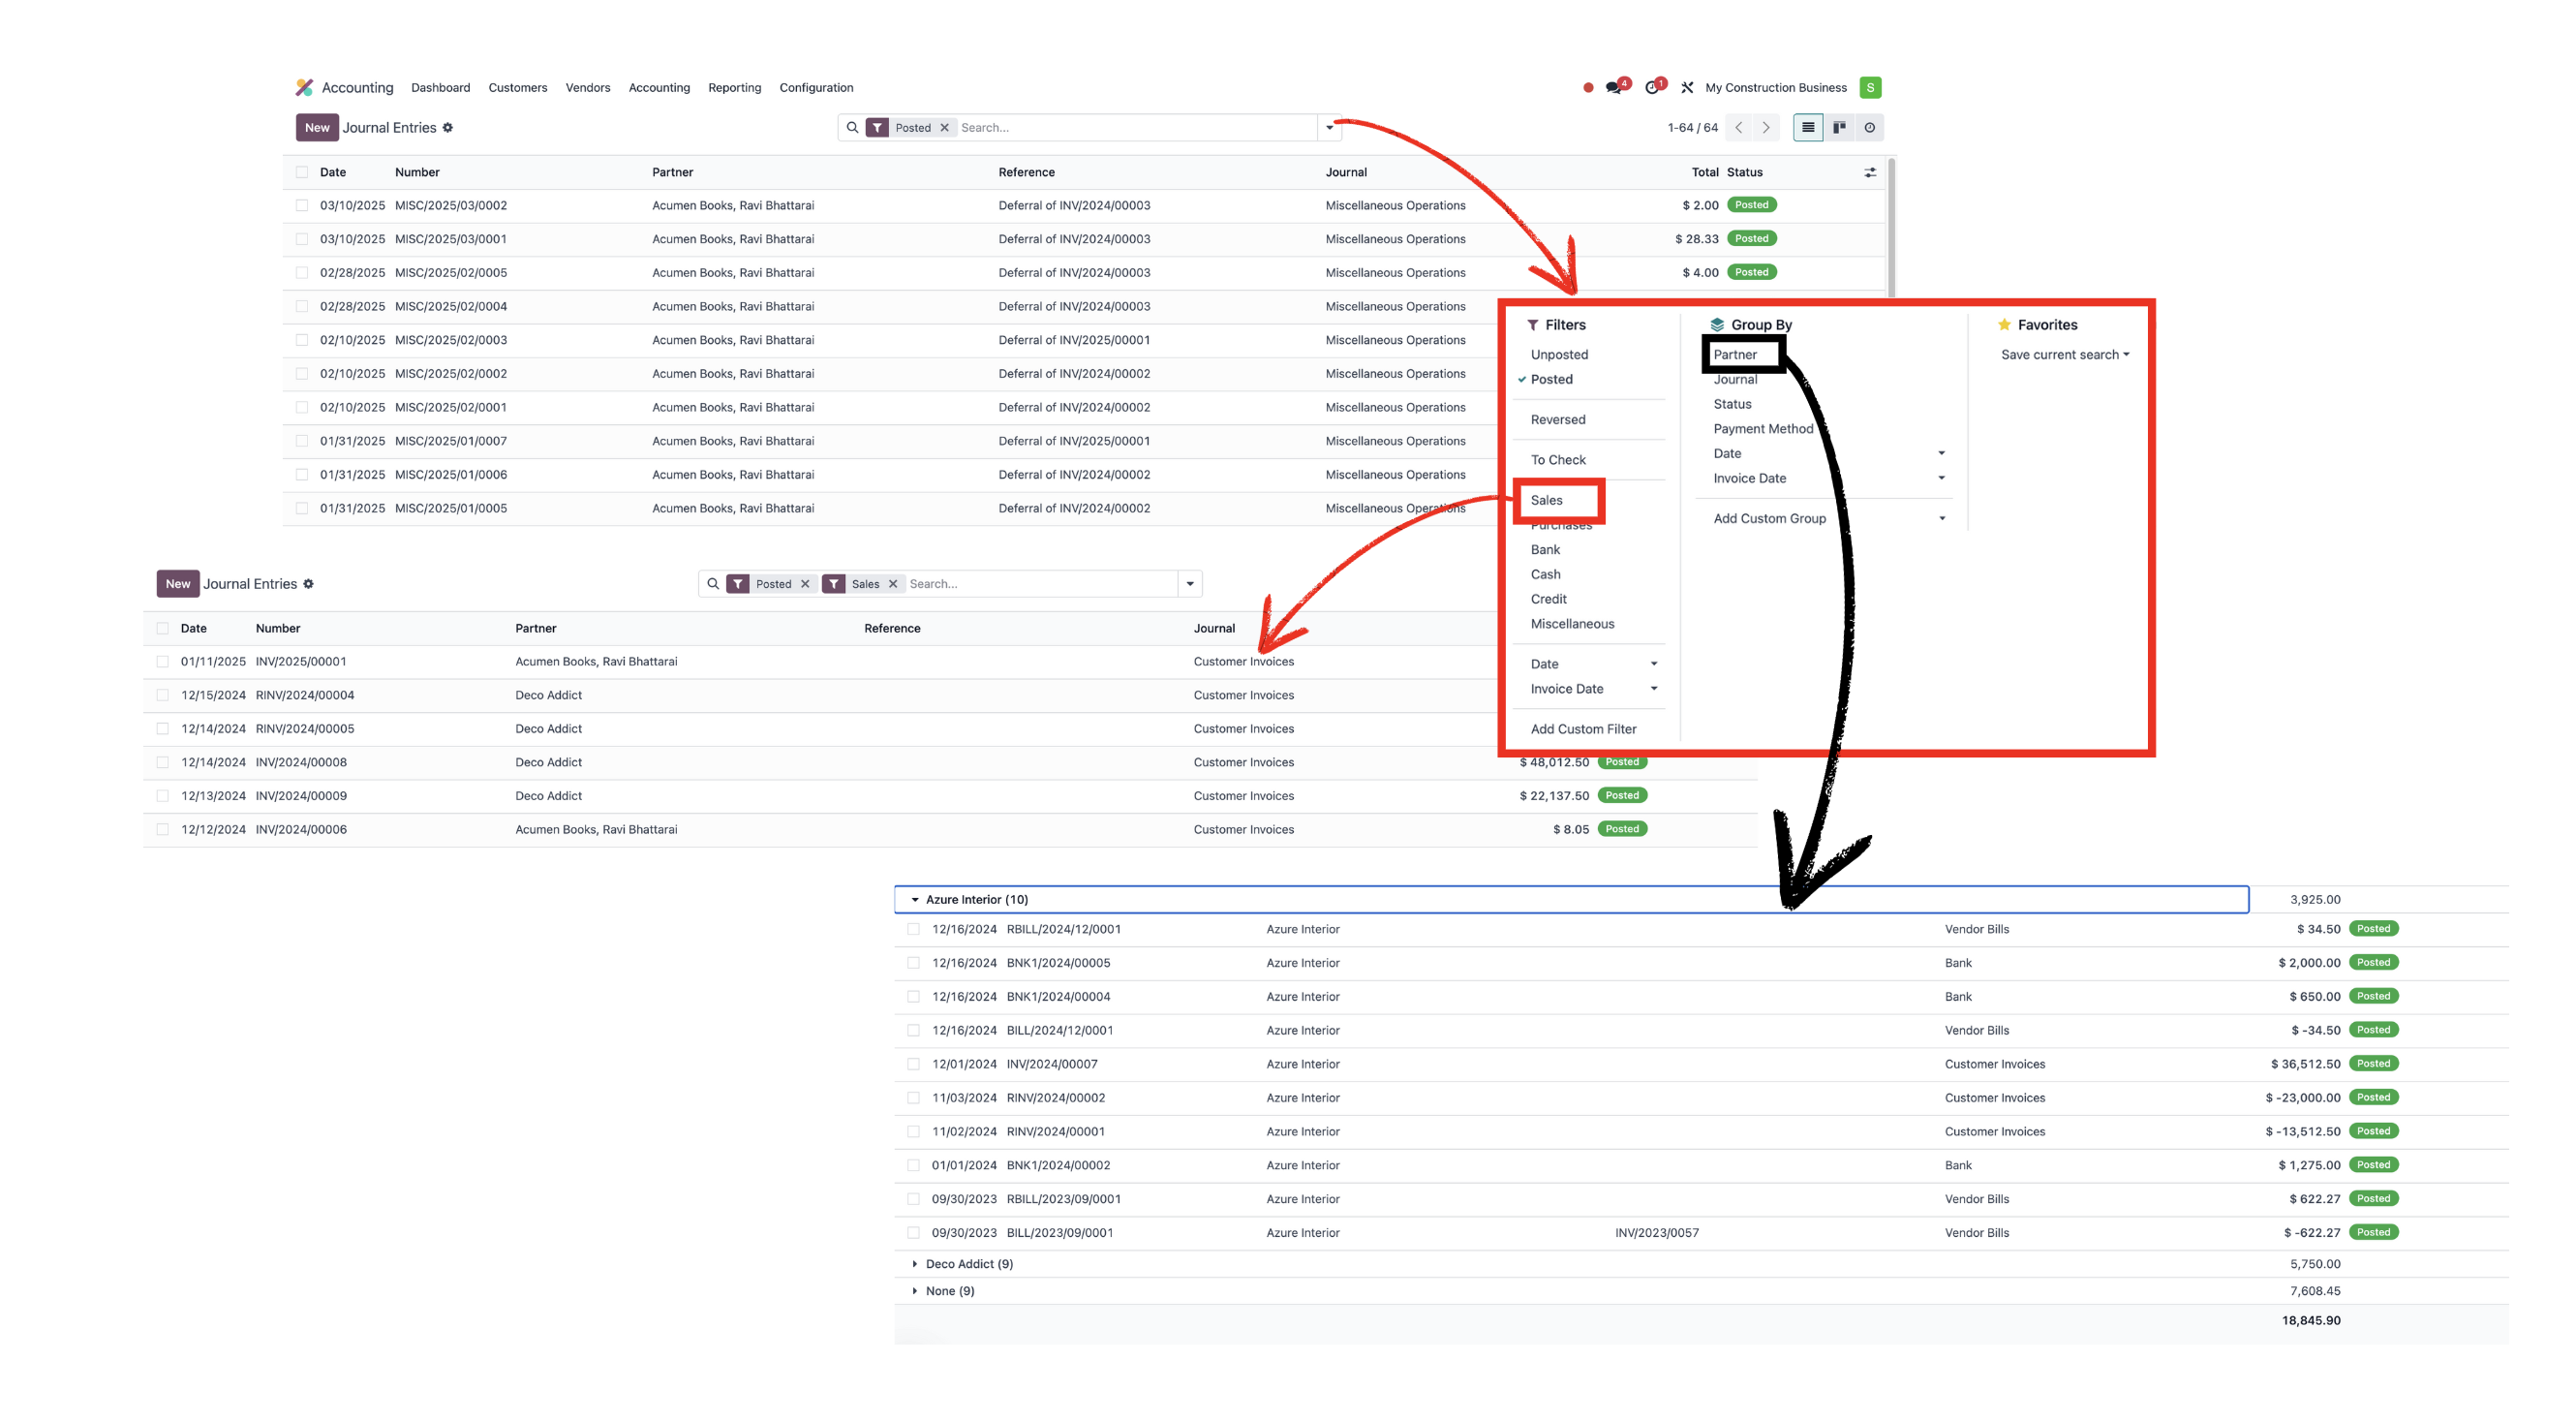 Accounting Dashboard Customers Vendors Accounting Reporting Configuration 4 1 My Construction Business S
New Journal Entries Posted Search... 1-64 / 64
Date Number Partner Reference Journal Total Status
03/10/2025 MISC/2025/03/0002 Acumen Books, Ravi Bhattarai Deferral of INV/2024/00003 Miscellaneous Operations $ 2.00 Posted
03/10/2025 MISC/2025/03/0001 Acumen Books, Ravi Bhattarai Deferral of INV/2024/00003 Miscellaneous Operations $ 28.33 Posted
02/28/2025 MISC/2025/02/0005 Acumen Books, Ravi Bhattarai Deferral of INV/2024/00003 Miscellaneous Operations $ 4.00 Posted
02/28/2025 MISC/2025/02/0004 Acumen Books, Ravi Bhattarai Deferral of INV/2024/00003 Miscellaneous Operations
02/10/2025 MISC/2025/02/0003 Acumen Books, Ravi Bhattarai Deferral of INV/2025/00001 Miscellaneous Operations
02/10/2025 MISC/2025/02/0002 Acumen Books, Ravi Bhattarai Deferral of INV/2024/00002 Miscellaneous Operations
02/10/2025 MISC/2025/02/0001 Acumen Books, Ravi Bhattarai Deferral of INV/2024/00002 Miscellaneous Operations
01/31/2025 MISC/2025/01/0007 Acumen Books, Ravi Bhattarai Deferral of INV/2025/00001 Miscellaneous Operations
01/31/2025 MISC/2025/01/0006 Acumen Books, Ravi Bhattarai Deferral of INV/2024/00002 Miscellaneous Operations
01/31/2025 MISC/2025/01/0005 Acumen Books, Ravi Bhattarai Deferral of INV/2024/00002 Miscellaneous Operations
Filters
Unposted
Posted
Reversed
To Check
Sales
Purchases
Bank
Cash
Credit
Miscellaneous
Date
Invoice Date
Add Custom Filter
Group By
Partner
Journal
Status
Payment Method
Date
Invoice Date
Add Custom Group
Favorites
Save current search
New Journal Entries Posted Sales Search...
Date Number Partner Reference Journal
01/11/2025 INV/2025/00001 Acumen Books, Ravi Bhattarai Customer Invoices
12/15/2024 RINV/2024/00004 Deco Addict Customer Invoices
12/14/2024 RINV/2024/00005 Deco Addict Customer Invoices
12/14/2024 INV/2024/00008 Deco Addict Customer Invoices $ 48,012.50 Posted
12/13/2024 INV/2024/00009 Deco Addict Customer Invoices $ 22,137.50 Posted
12/12/2024 INV/2024/00006 Acumen Books, Ravi Bhattarai Customer Invoices $ 8.05 Posted
Azure Interior (10) 3,925.00
12/16/2024 RBILL/2024/12/0001 Azure Interior Vendor Bills $ 34.50 Posted
12/16/2024 BNK1/2024/00005 Azure Interior Bank $ 2,000.00 Posted
12/16/2024 BNK1/2024/00004 Azure Interior Bank $ 650.00 Posted
12/16/2024 BILL/2024/12/0001 Azure Interior Vendor Bills $ -34.50 Posted
12/01/2024 INV/2024/00007 Azure Interior Customer Invoices $ 36,512.50 Posted
11/03/2024 RINV/2024/00002 Azure Interior Customer Invoices $ -23,000.00 Posted
11/02/2024 RINV/2024/00001 Azure Interior Customer Invoices $ -13,512.50 Posted
01/01/2024 BNK1/2024/00002 Azure Interior Bank $ 1,275.00 Posted
09/30/2023 RBILL/2023/09/0001 Azure Interior Vendor Bills $ 622.27 Posted
09/30/2023 BILL/2023/09/0001 Azure Interior INV/2023/0057 Vendor Bills $ -622.27 Posted
Deco Addict (9) 5,750.00
None (9) 7,608.45
18,845.90